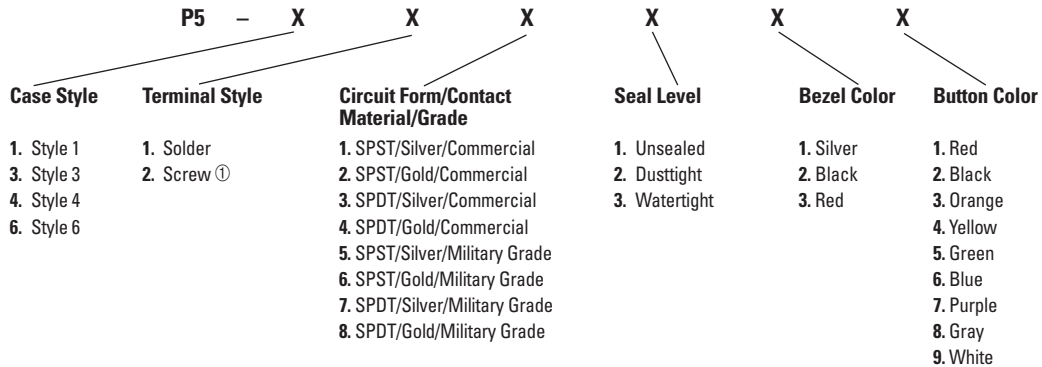 P5 – X X X X X X
Case Style
1. Style 1
3. Style 3
4. Style 4
6. Style 6
Terminal Style
1. Solder
2. Screw ①
Circuit Form/Contact
Material/Grade
1. SPST/Silver/Commercial
2. SPST/Gold/Commercial
3. SPDT/Silver/Commercial
4. SPDT/Gold/Commercial
5. SPST/Silver/Military Grade
6. SPST/Gold/Military Grade
7. SPDT/Silver/Military Grade
8. SPDT/Gold/Military Grade
Seal Level
1. Unsealed
2. Dusttight
3. Watertight
Bezel Color
1. Silver
2. Black
3. Red
Button Color
1. Red
2. Black
3. Orange
4. Yellow
5. Green
6. Blue
7. Purple
8. Gray
9. White